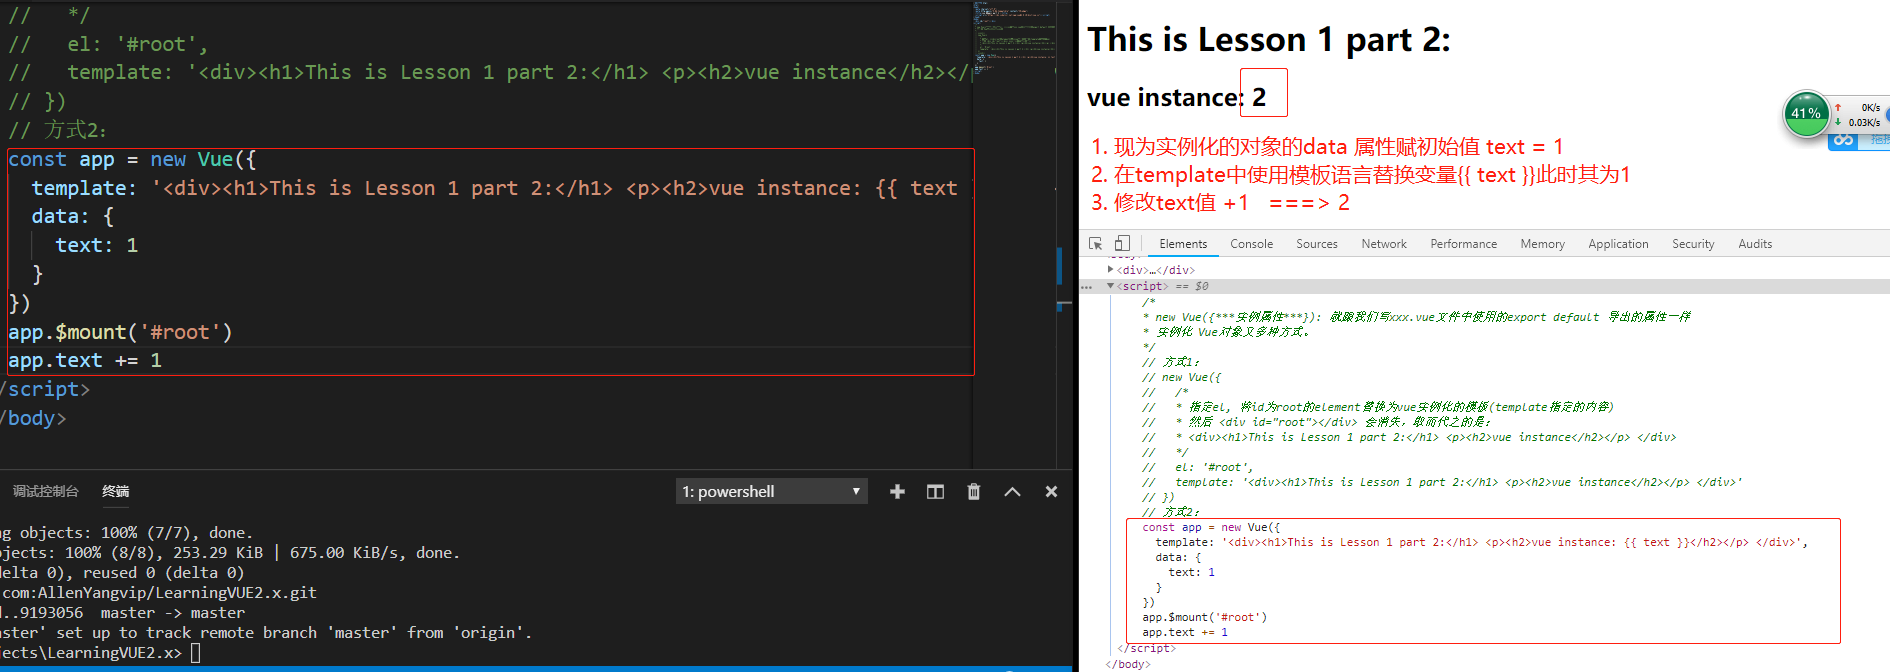 //   */
//   el: '#root',
//   template: '<div><h1>This is Lesson 1 part 2:</h1> <p><h2>vue instance</h2></
// })
// 方式2:
const app = new Vue({
template: '<div><h1>This is Lesson 1 part 2:</h1> <p><h2>vue instance: {{ text
data: {
text: 1
}
})
app.$mount('#root')
app.text += 1
/script>
/body>
调试控制台 终端
1: powershell
ng objects: 100% (7/7), done.
bjects: 100% (8/8), 253.29 KiB | 675.00 KiB/s, done.
delta 0), reused 0 (delta 0)
.com:AllenYangvip/LearningVUE2.x.git
..9193056  master -> master
aster' set up to track remote branch 'master' from 'origin'.
jects\LearningVUE2.x>
This is Lesson 1 part 2:
vue instance: 2
41%
0K/s
0.03K/s
1. 现为实例化的对象的data 属性赋初始值 text = 1
2. 在template中使用模板语言替换变量{{ text }}此时其为1
3. 修改text值 +1   ===> 2
Elements Console Sources Network Performance Memory Application Security Audits
<div>…</div>
<script> == $0
/*
* new Vue({***实例属性***}): 就跟我们写xxx.vue文件中使用的export default 导出的属性一样
* 实例化 Vue对象又多种方式。
*/
// 方式1:
// new Vue({
//   /*
//   * 指定el, 将id为root的element替换为vue实例化的模板(template指定的内容)
//   * 然后 <div id="root"></div> 会消失，取而代之的是:
//   * <div><h1>This is Lesson 1 part 2:</h1> <p><h2>vue instance</h2></p> </div>
//   */
//   el: '#root',
//   template: '<div><h1>This is Lesson 1 part 2:</h1> <p><h2>vue instance</h2></p> </div>'
// })
// 方式2:
const app = new Vue({
template: '<div><h1>This is Lesson 1 part 2:</h1> <p><h2>vue instance: {{ text }}</h2></p> </div>',
data: {
text: 1
}
})
app.$mount('#root')
app.text += 1
</script>
</body>